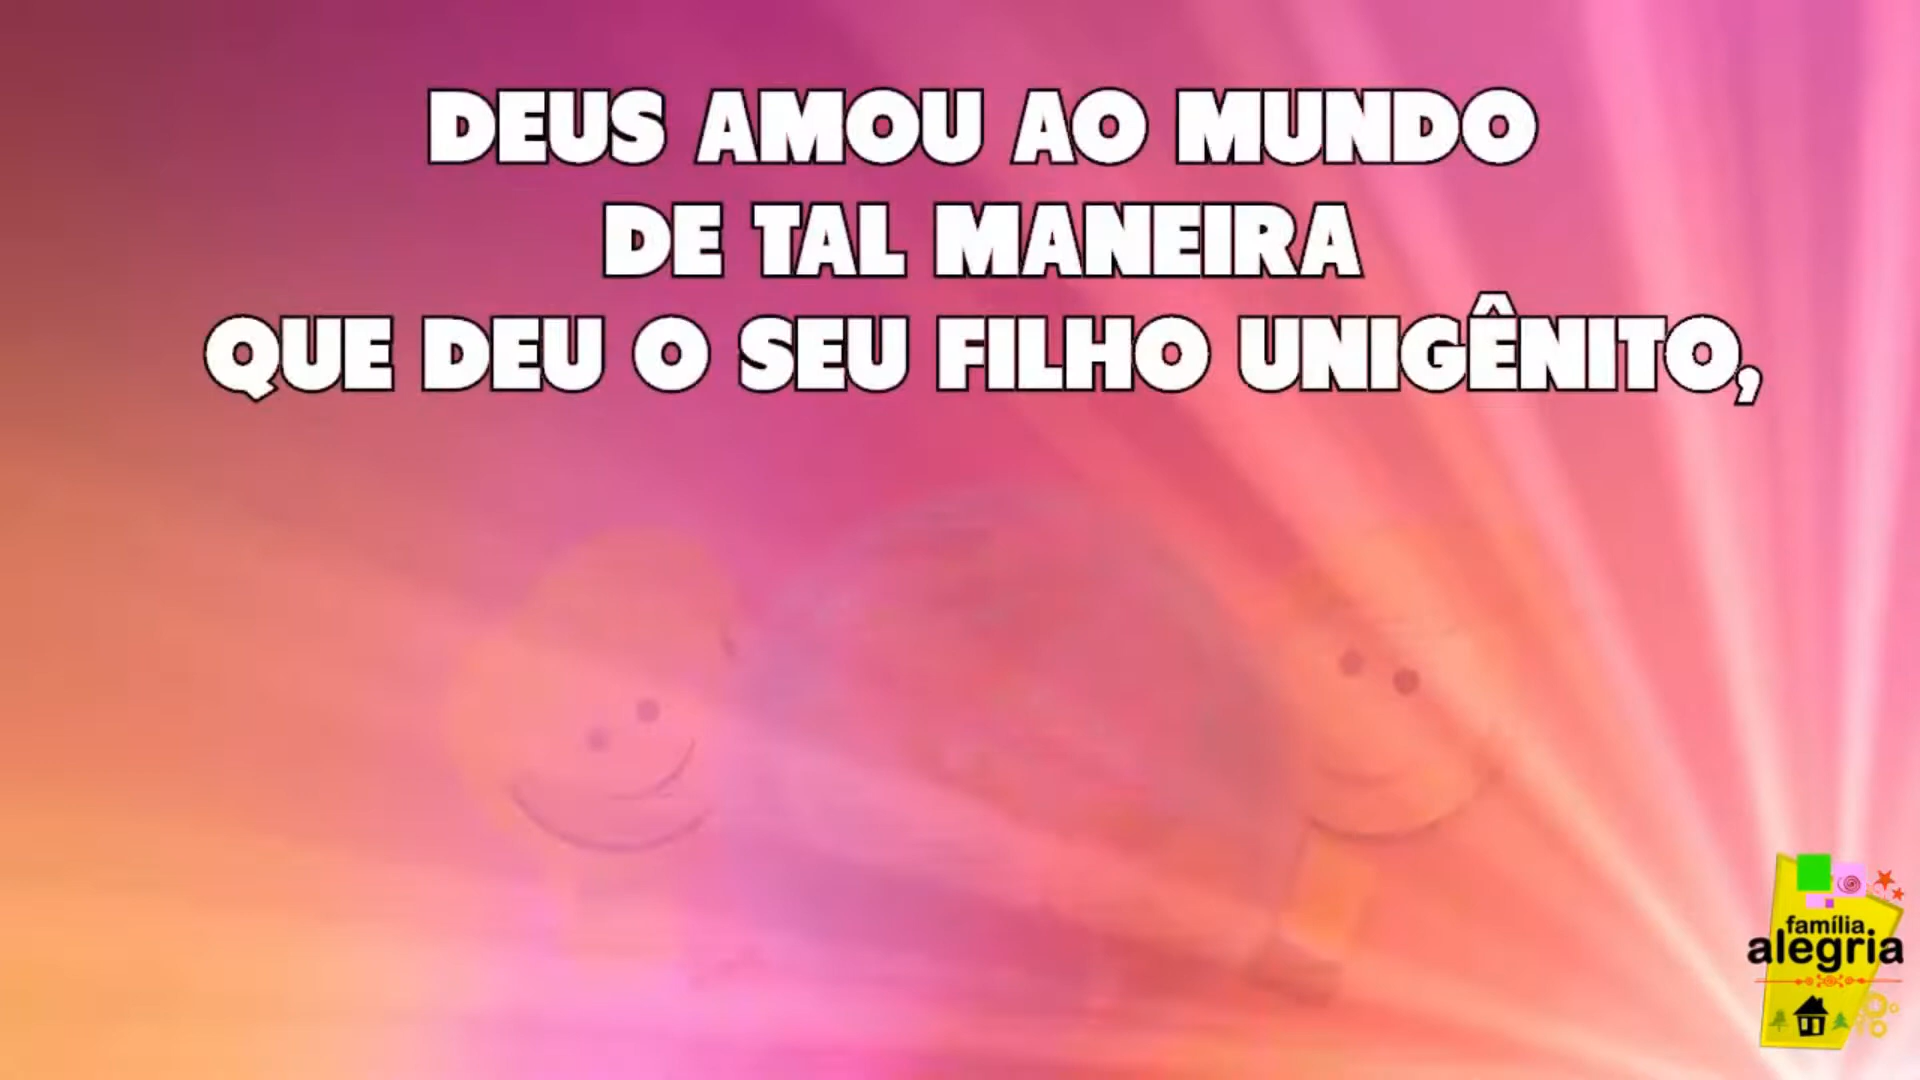 DEUS AMOU AO MUNDO
DE TAL MANEIRA
QUE DEU O SEU FILHO UNIGÊNITO,
família
alegria